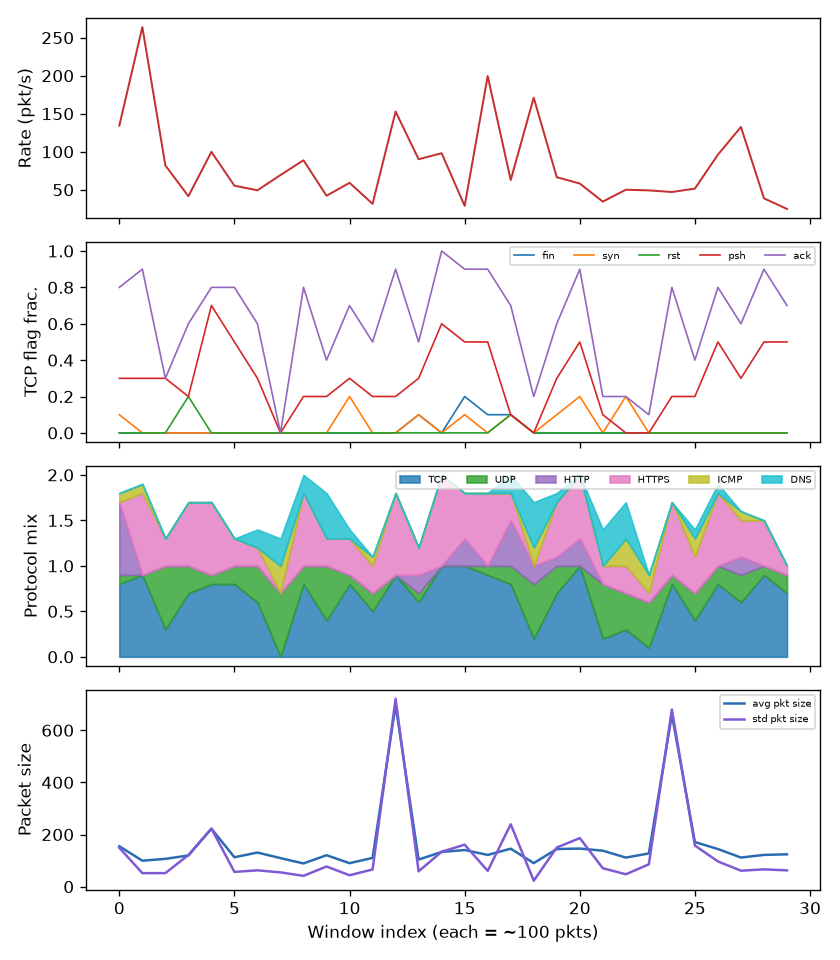 250
200
150
100
50
Rate (pkt/s)
1.0
0.8
0.6
0.4
0.2
0.0
TCP flag frac.
fin syn rst psh ack
2.0
1.5
1.0
0.5
0.0
Protocol mix
TCP UDP HTTP HTTPS ICMP DNS
600
400
200
0
Packet size
avg pkt size
std pkt size
0 5 10 15 20 25 30
Window index (each = ~100 pkts)